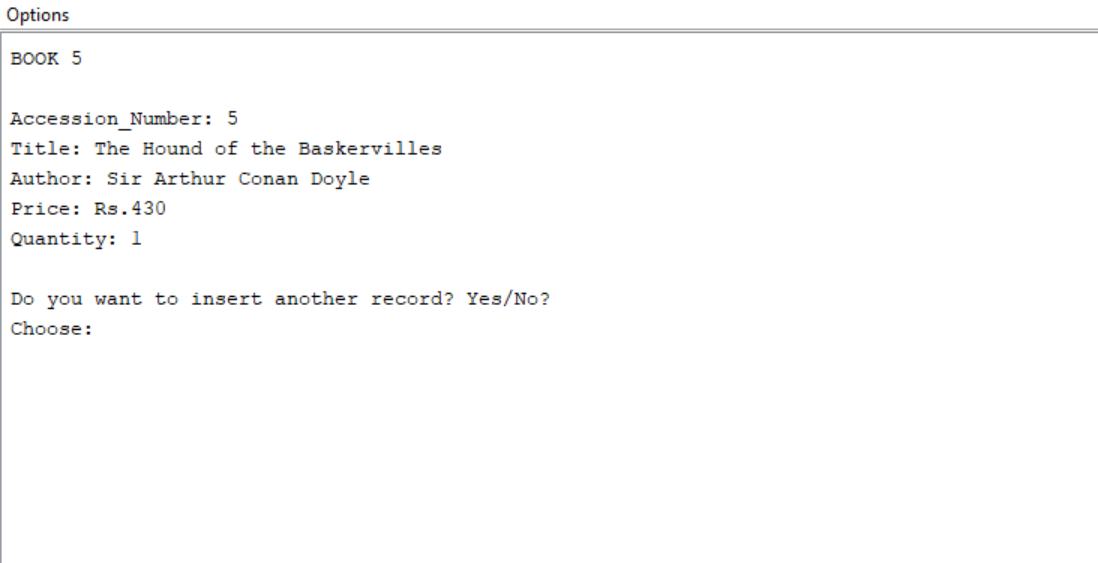 Options
BOOK 5
Accession_Number: 5
Title: The Hound of the Baskervilles
Author: Sir Arthur Conan Doyle
Price: Rs.430
Quantity: 1
Do you want to insert another record? Yes/No?
Choose: